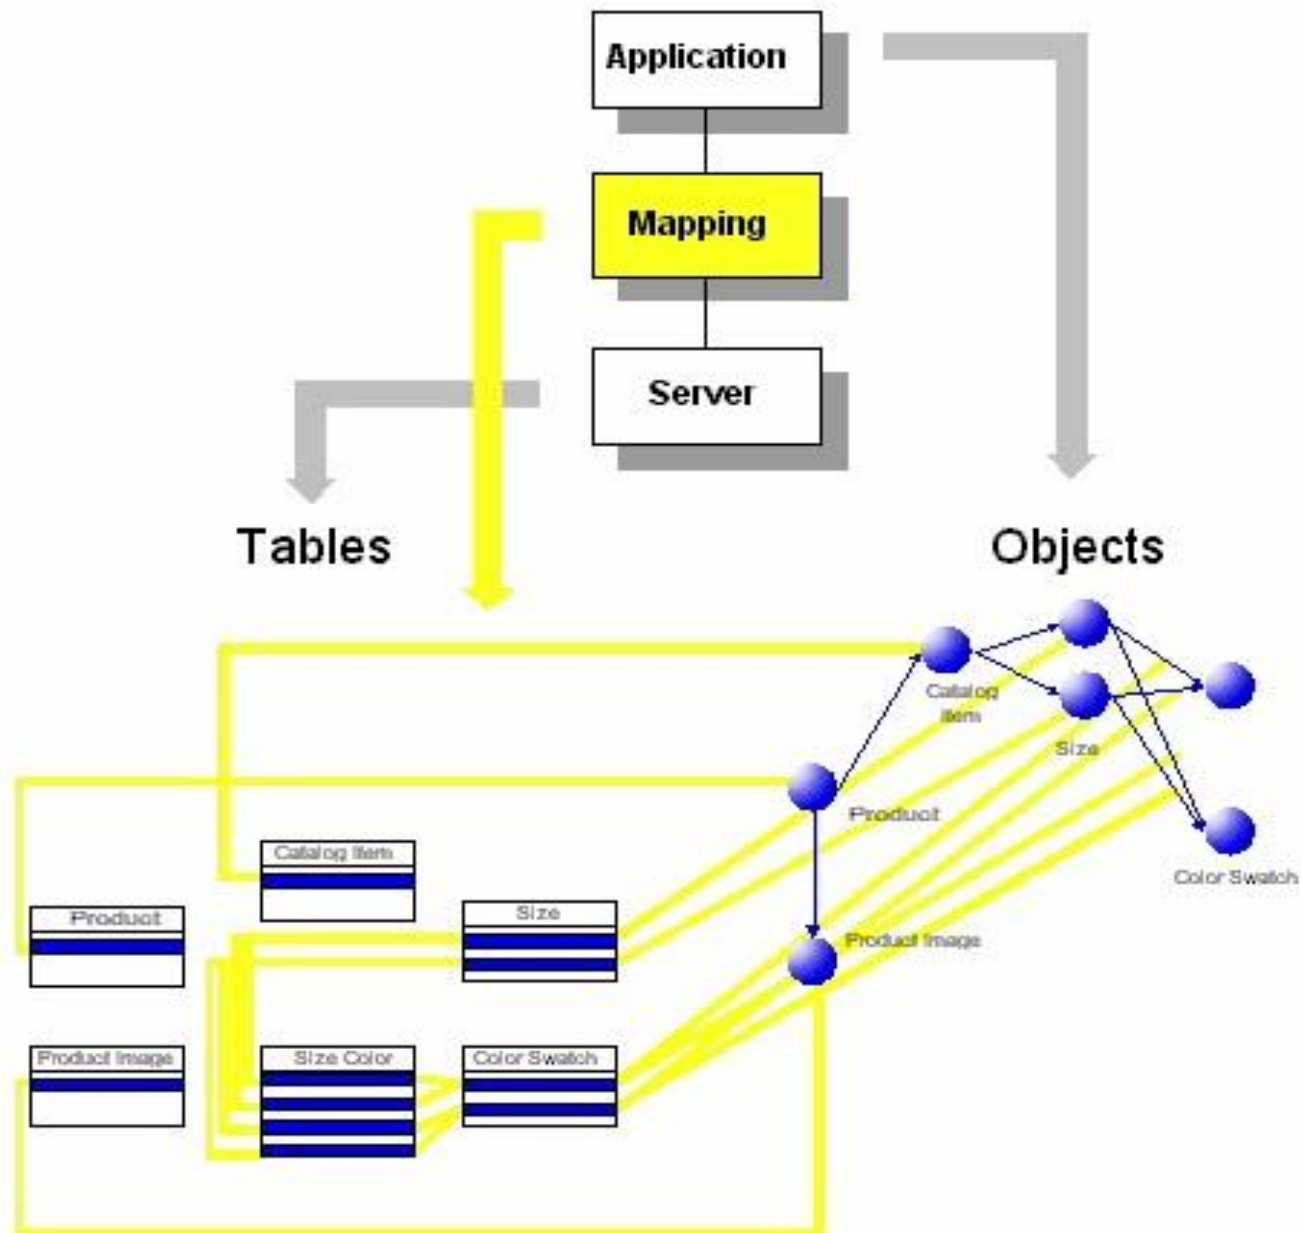 Application
Mapping
Server
Tables
Objects
Catalog
Item
Size
Product
Catalog Item
Color Swatch
Product
Size
Product Image
Product Image
Size Color
Color Swatch